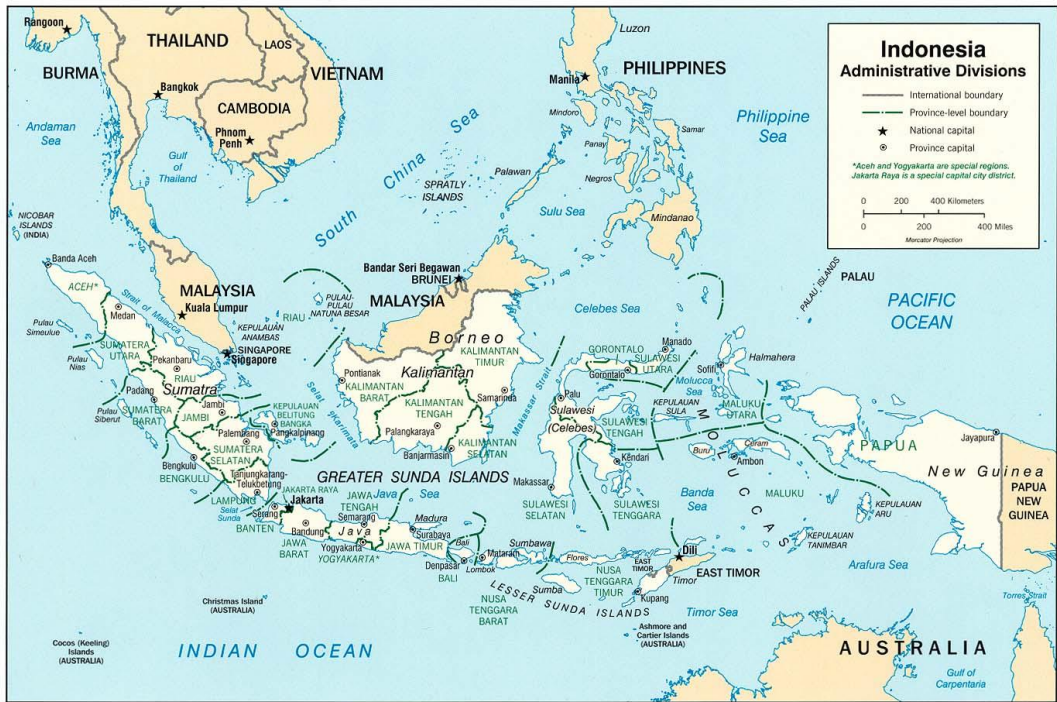 Indonesia
Administrative Divisions
International boundary
Province-level boundary
National capital
Province capital
*Aceh and Yogyakarta are special regions.
Jakarta Raya is a special capital city district.
0 200 400 Kilometers
0 200 400 Miles
Mercator Projection
Rangoon
THAILAND
LAOS
BURMA
VIETNAM
Bangkok
CAMBODIA
Phnom
Penh
Andaman
Sea
Gulf
of
Thailand
Luzon
PHILIPPINES
Manila
Mindoro
Samar
Panay
Negros
Palawan
Mindanao
Philippine
Sea
South China Sea
SPRATLY
ISLANDS
Sulu Sea
NICOBAR
ISLANDS
(INDIA)
Banda Aceh
ACEH*
Strait of Malacca
Medan
MALAYSIA
Kuala Lumpur
Pulau
Simeulue
SUMATERA
UTARA
Pulau
Nias
KEPULAUAN
ANAMBAS
RIAU
PULAU-
PULAU
NATUNA BESAR
Bandar Seri Begawan
BRUNEI
MALAYSIA
Celebes Sea
PALAU ISLANDS
PALAU
PACIFIC
OCEAN
SINGAPORE
Singapore
Pekanbaru
RIAU
Sumatra
Padang
SUMATERA
BARAT
Pulau
Siberut
Jambi
JAMBI
KEPULAUAN
BELITUNG
BANGKA
Pangkalpinang
Selat Karimata
Palembang
SUMATERA
SELATAN
Bengkulu
BENGKULU
Tanjungkarang-
Telukbetung
LAMPUNG
Selat
Sunda
Borneo
Kalimantan
KALIMANTAN
TIMUR
Pontianak
KALIMANTAN
BARAT
KALIMANTAN
TENGAH
Samarinda
Palangkaraya
Banjarmasin
KALIMANTAN
SELATAN
Makassar Strait
GORONTALO
Gorontalo
SULAWESI
UTARA
Manado
Palu
Sulawesi
(Celebes)
SULAWESI
TENGAH
Kendari
Makassar
SULAWESI
SELATAN
SULAWESI
TENGGARA
Molucca
Sea
Sofifi
Halmahera
MALUKU
UTARA
KEPULAUAN
SULA
MOLUCCAS
Buru
Ceram
Ambon
Banda
Sea
MALUKU
PAPUA
Jayapura
New Guinea
PAPUA
NEW
GUINEA
KEPULAUAN
ARU
KEPULAUAN
TANIMBAR
Arafura Sea
Torres Strait
GREATER SUNDA ISLANDS
JAKARTA RAYA
Jakarta
Serang
BANTEN
Bandung
JAWA
BARAT
JAWA
TENGAH
Java Sea
Semarang
Java
Yogyakarta
YOGYAKARTA*
Madura
Surabaya
JAWA TIMUR
Bali
Denpasar
BALI
Lombok
Mataram
Sumbawa
NUSA
TENGGARA
BARAT
Sumba
Flores
NUSA
TENGGARA
TIMUR
LESSER SUNDA ISLANDS
EAST
TIMOR
Dili
Timor
EAST TIMOR
Kupang
Timor Sea
Christmas Island
(AUSTRALIA)
Cocos (Keeling)
Islands
(AUSTRALIA)
INDIAN OCEAN
Ashmore and
Cartier Islands
(AUSTRALIA)
AUSTRALIA
Gulf of
Carpentaria